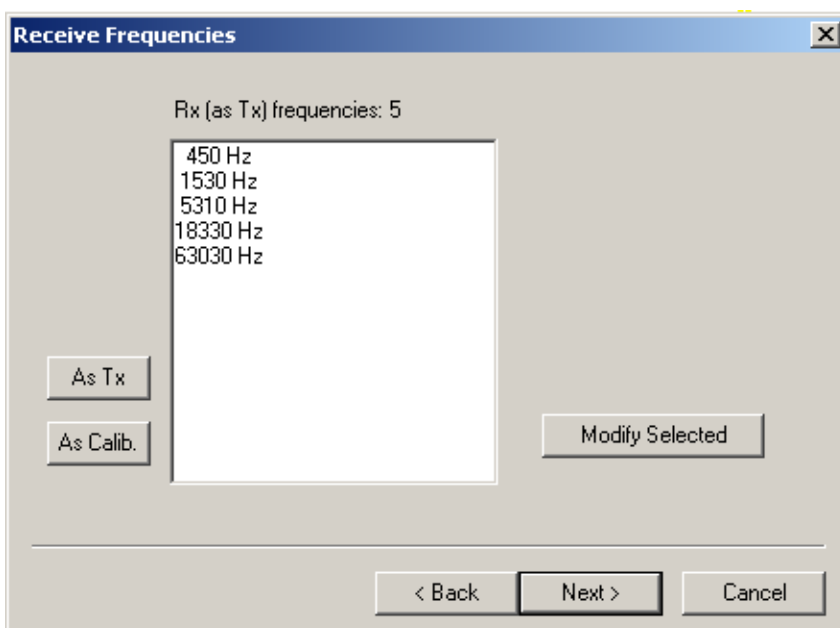 Receive Frequencies
Rx (as Tx) frequencies: 5
450 Hz
1530 Hz
5310 Hz
18330 Hz
63030 Hz
As Tx
As Calib.
Modify Selected
< Back
Next >
Cancel